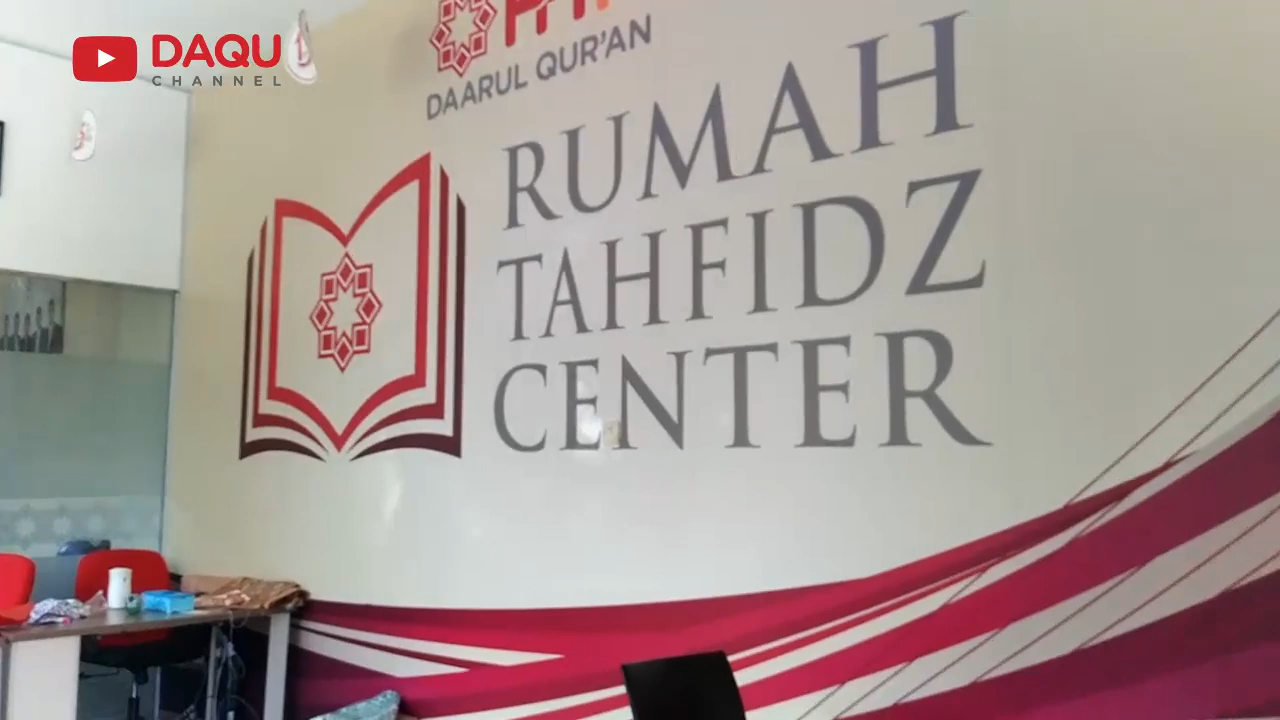 DAQU
CHANNEL
DAARUL QUR'AN
RUMAH
TAHFIDZ
CENTER